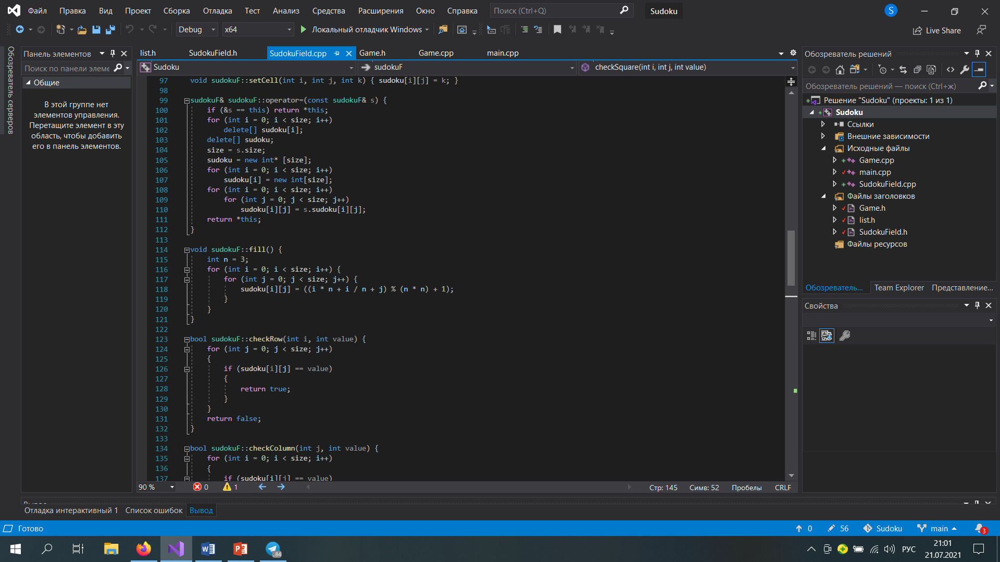 Файл Правка Вид Проект Сборка Отладка Тест Анализ Средства Расширения Окно Справка Поиск (Ctrl+Q) Sudoku S
Debug x64 Локальный отладчик Windows Live Share
Обозреватель серверов
Панель элементов
Поиск по панели элеме
Общие
В этой группе нет
элементов управления.
Перетащите элемент в эту
область, чтобы добавить
его в панель элементов.
list.h SudokuField.h SudokuField.cpp Game.h Game.cpp main.cpp
Sudoku sudokuF checkSquare(int i, int j, int value)
97 void sudokuF::setCell(int i, int j, int k) { sudoku[i][j] = k; }
98
99 sudokuF& sudokuF::operator=(const sudokuF& s) {
100 if (&s == this) return *this;
101 for (int i = 0; i < size; i++)
102 delete[] sudoku[i];
103 delete[] sudoku;
104 size = s.size;
105 sudoku = new int* [size];
106 for (int i = 0; i < size; i++)
107 sudoku[i] = new int[size];
108 for (int i = 0; i < size; i++)
109 for (int j = 0; j < size; j++)
110 sudoku[i][j] = s.sudoku[i][j];
111 return *this;
112 }
113
114 void sudokuF::fill() {
115 int n = 3;
116 for (int i = 0; i < size; i++) {
117 for (int j = 0; j < size; j++) {
118 sudoku[i][j] = ((i * n + i / n + j) % (n * n) + 1);
119 }
120 }
121 }
122
123 bool sudokuF::checkRow(int i, int value) {
124 for (int j = 0; j < size; j++)
125 {
126 if (sudoku[i][j] == value)
127 {
128 return true;
129 }
130 }
131 return false;
132 }
133
134 bool sudokuF::checkColumn(int j, int value) {
135 for (int i = 0; i < size; i++)
136 {
137 if (sudoku[i][j] == value)
90 % 0 1 Стр: 145 Симв: 52 Пробелы CRLF
Обозреватель решений
Обозреватель решений — поиск (Ctrl+ж)
Решение "Sudoku" (проекты: 1 из 1)
Sudoku
Ссылки
Внешние зависимости
Исходные файлы
Game.cpp
main.cpp
SudokuField.cpp
Файлы заголовков
Game.h
list.h
SudokuField.h
Файлы ресурсов
Обозреватель... Team Explorer Представление...
Свойства
Вывод
Отладка интерактивный 1 Список ошибок Вывод
Готово 0 56 Sudoku main 3
84 РУС 21:01
21.07.2021